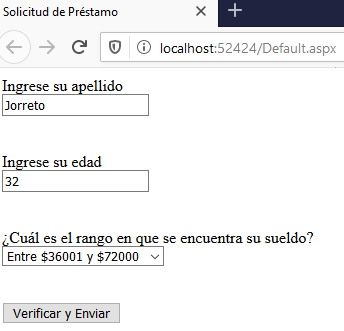 Solicitud de Préstamo
localhost:52424/Default.aspx
Ingrese su apellido
Jorreto
Ingrese su edad
32
¿Cuál es el rango en que se encuentra su sueldo?
Entre $36001 y $72000
Verificar y Enviar